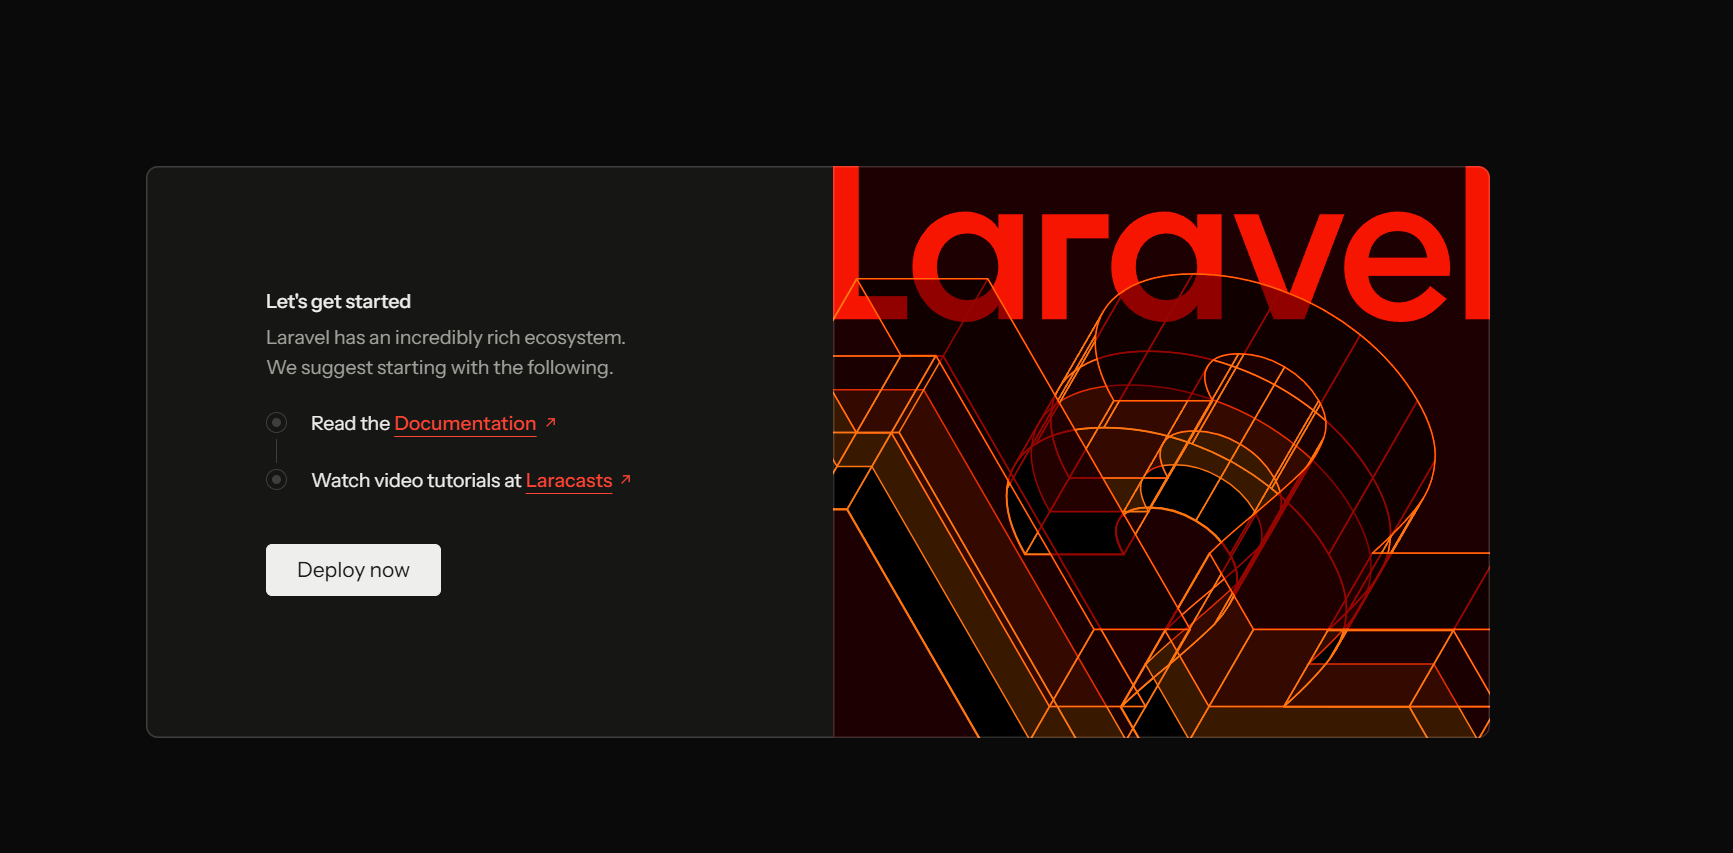 Laravel
Let's get started
Laravel has an incredibly rich ecosystem.
We suggest starting with the following.
Read the Documentation
Watch video tutorials at Laracasts
Deploy now